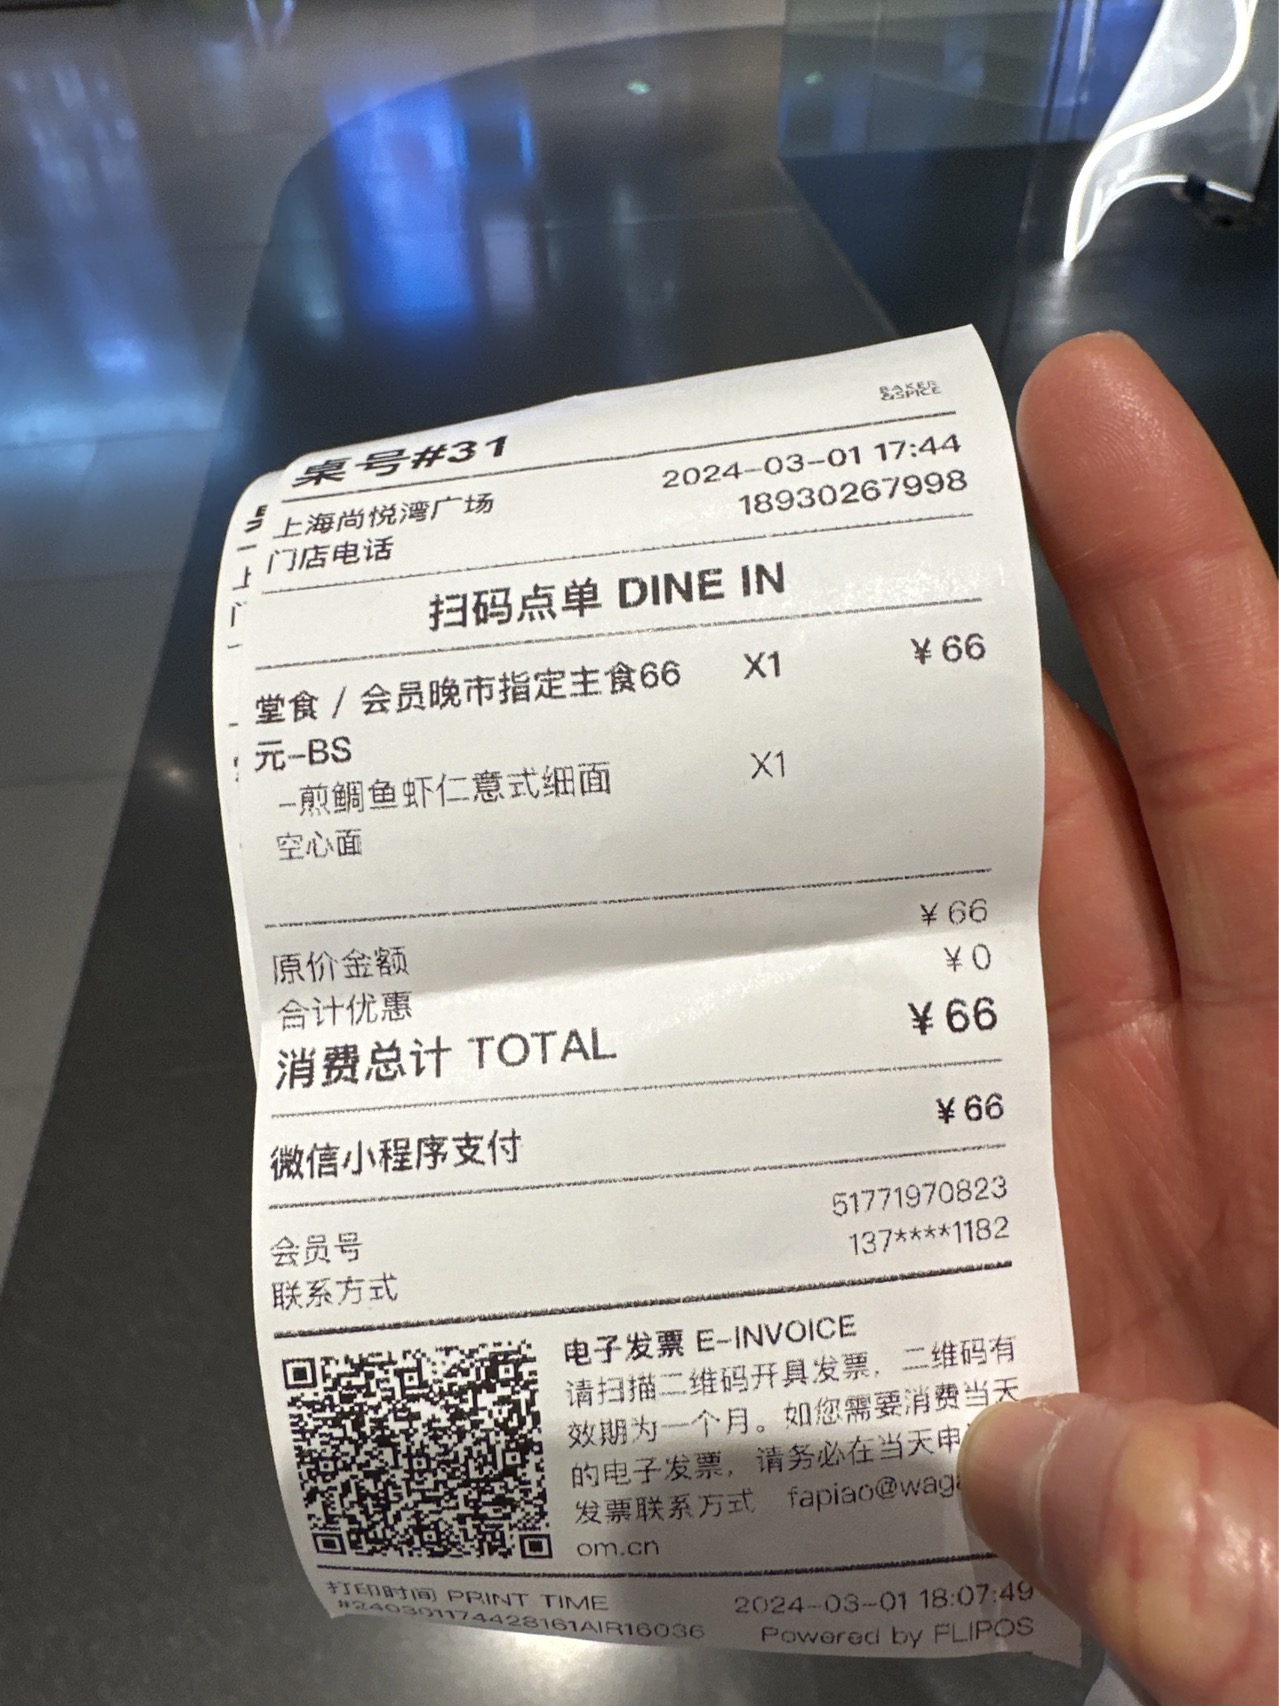 BAKER
&SPICE
桌号#31
上海尚悦湾广场 2024-03-01 17:44
门店电话 18930267998
扫码点单 DINE IN
堂食 / 会员晚市指定主食66 X1 ¥66
元-BS
-煎鲷鱼虾仁意式细面 X1
空心面
原价金额 ¥66
合计优惠 ¥0
消费总计 TOTAL ¥66
微信小程序支付 ¥66
会员号 51771970823
联系方式 137****1182
电子发票 E-INVOICE
请扫描二维码开具发票，二维码有
效期为一个月。如您需要消费当天
的电子发票，请务必在当天申
发票联系方式 fapiao@waga
om.cn
打印时间 PRINT TIME 2024-03-01 18:07:49
#240301174428161AIR16036 Powered by FLIPOS